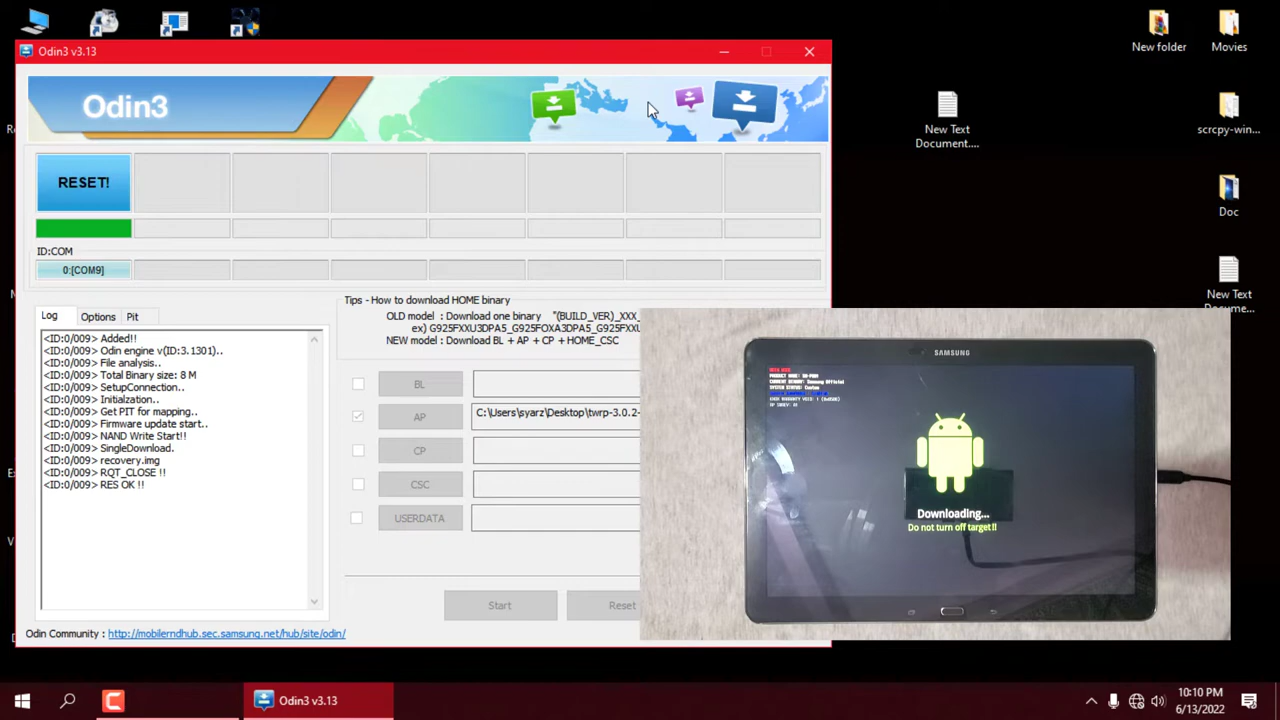 New folder
Movies
Odin3 v3.13
Odin3
New Text
Document....
scrcpy-win...
RESET!
Doc
ID:COM
0:[COM9]
New Text
Docume...
Log
Options
Pit
<ID:0/009> Added!!
<ID:0/009> Odin engine v(ID:3.1301)..
<ID:0/009> File analysis..
<ID:0/009> Total Binary size: 8 M
<ID:0/009> SetupConnection..
<ID:0/009> Initialzation..
<ID:0/009> Get PIT for mapping..
<ID:0/009> Firmware update start..
<ID:0/009> NAND Write Start!!
<ID:0/009> SingleDownload.
<ID:0/009> recovery.img
<ID:0/009> RQT_CLOSE !!
<ID:0/009> RES OK !!
Tips - How to download HOME binary
OLD model : Download one binary "(BUILD_VER)_XXX_
ex) G925FXXU3DPA5_G925FOXA3DPA5_G925FXXU
NEW model : Download BL + AP + CP + HOME_CSC
BL
AP
C:\Users\syarz\Desktop\twrp-3.0.2-
CP
CSC
USERDATA
Start
Reset
SAMSUNG
CURRENT BINARY: Samsung Official
SYSTEM STATUS: Custom
Downloading...
Do not turn off target!!
Odin Community : http://mobilerndhub.sec.samsung.net/hub/site/odin/
Odin3 v3.13
10:10 PM
6/13/2022